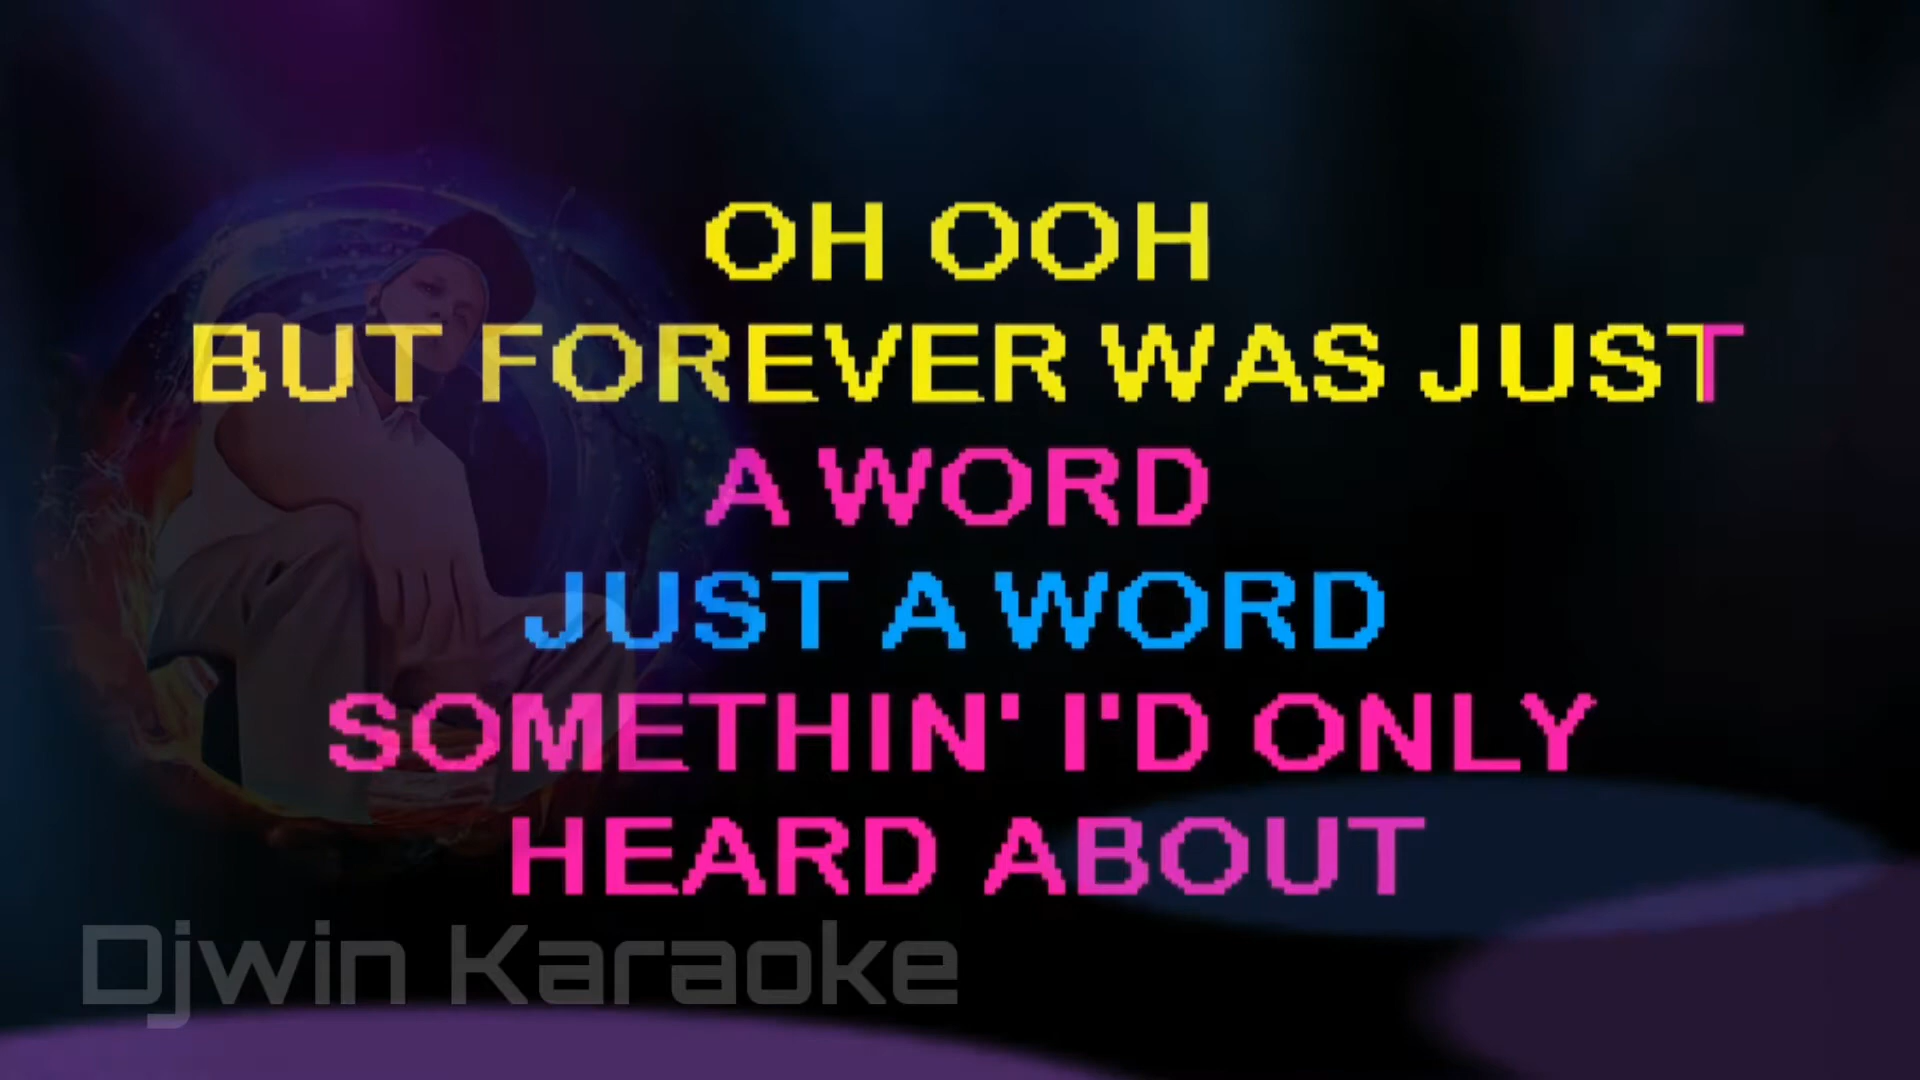 OH OOH
BUT FOREVER WAS JUST
A WORD
JUST A WORD
SOMETHIN' I'D ONLY
HEARD ABOUT
Djwin Karaoke